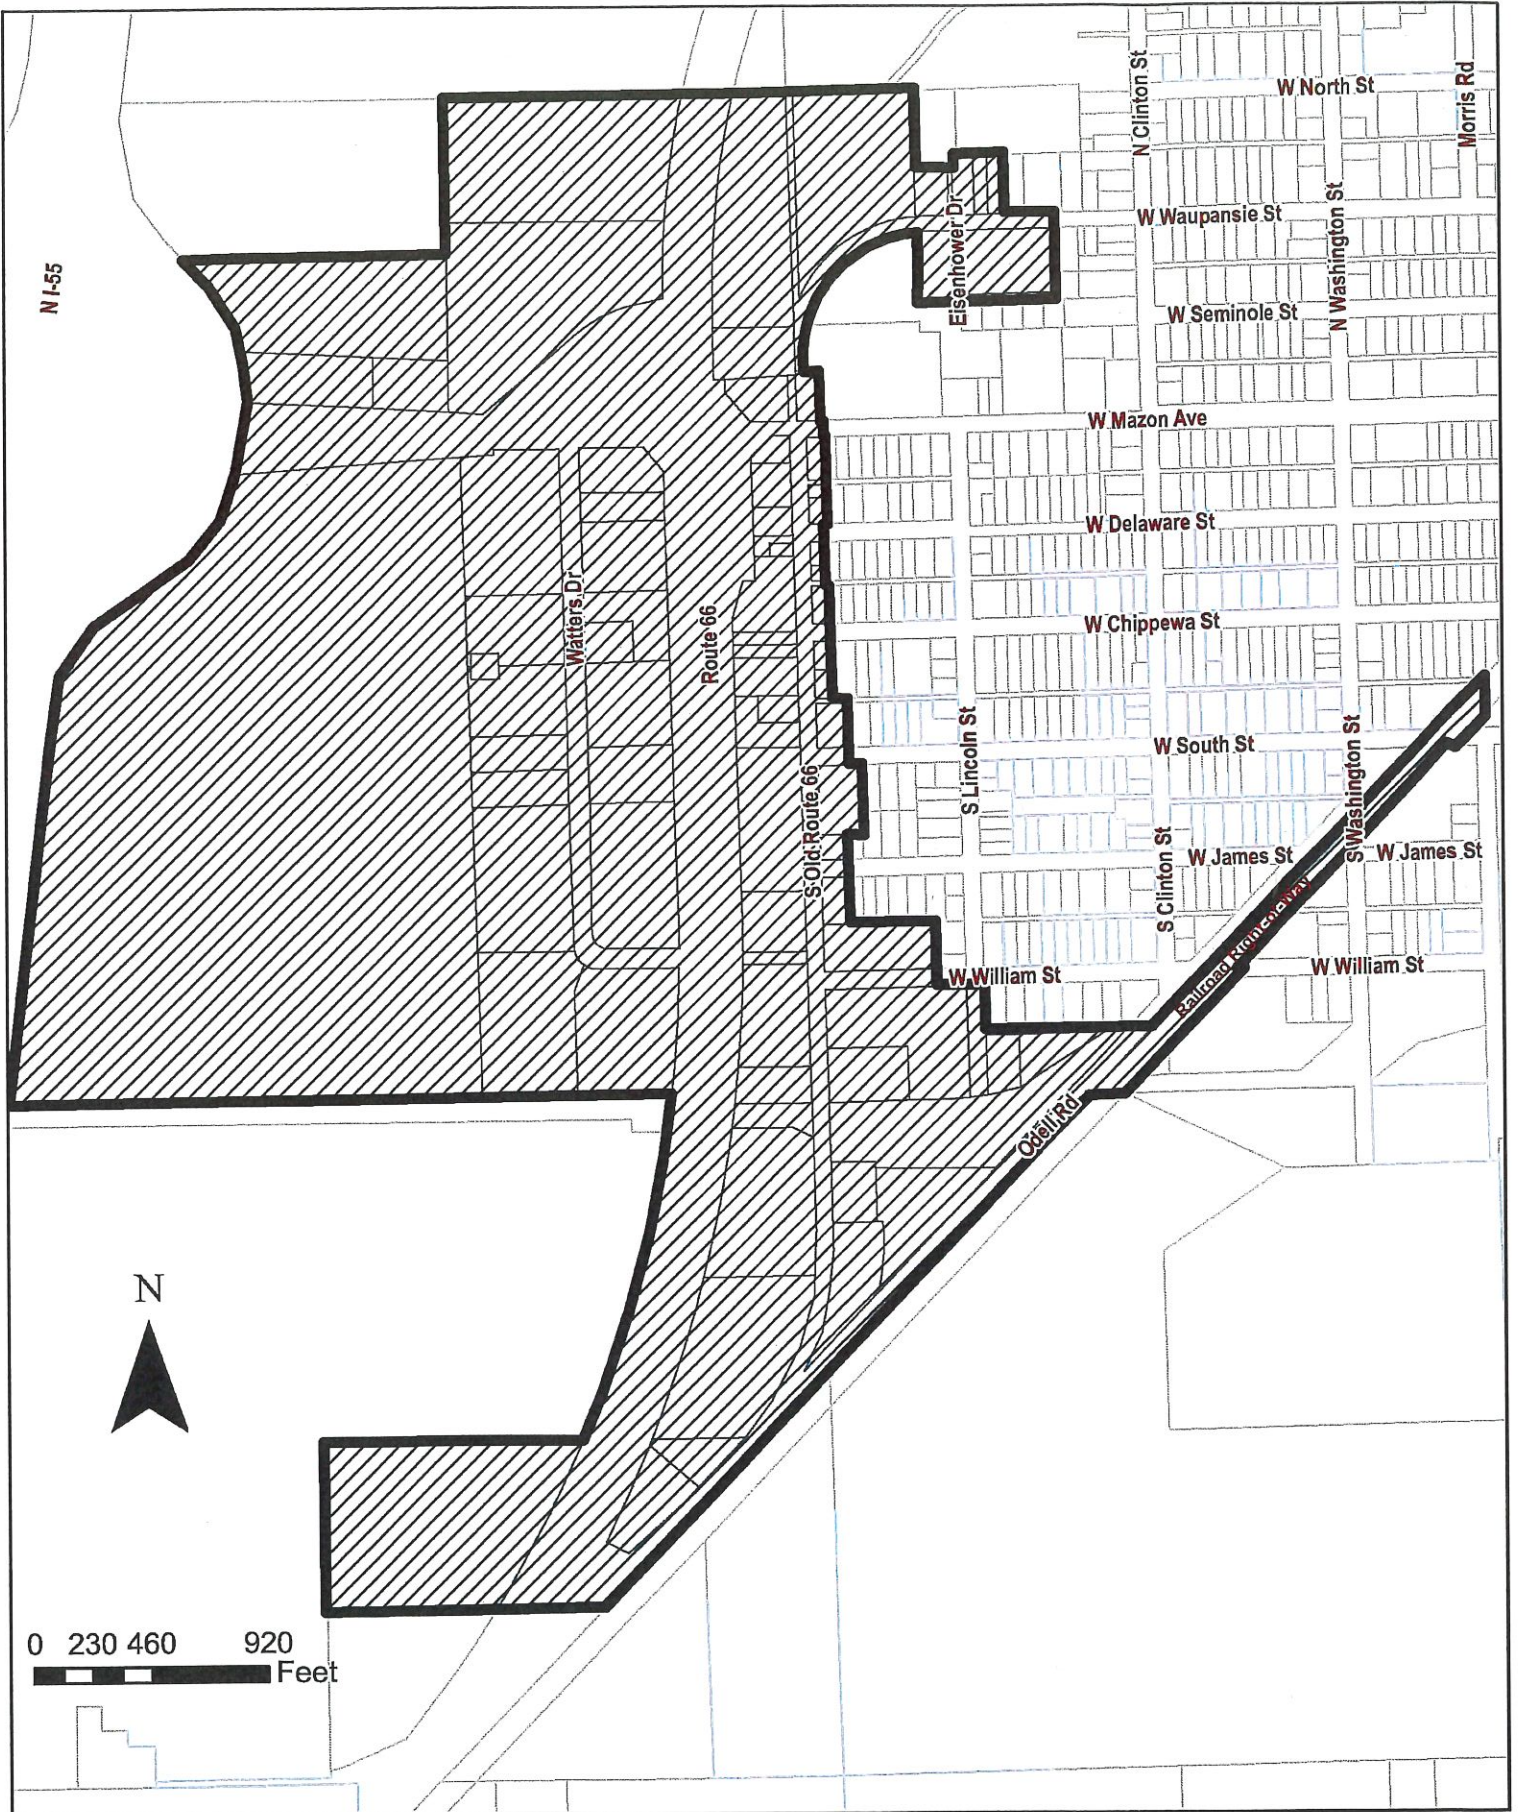 W North St
N Clinton St
Morris Rd
W Waupansie St
N Washington St
Eisenhower Dr
N I-55
W Seminole St
W Mazon Ave
W Delaware St
Watters Dr
Route 66
W Chippewa St
S Lincoln St
W South St
S Washington St
S Old Route 66
S Clinton St
W James St
W James St
Railroad Right-of-Way
W William St
W William St
Odell Rd
N
0 230 460 920
Feet